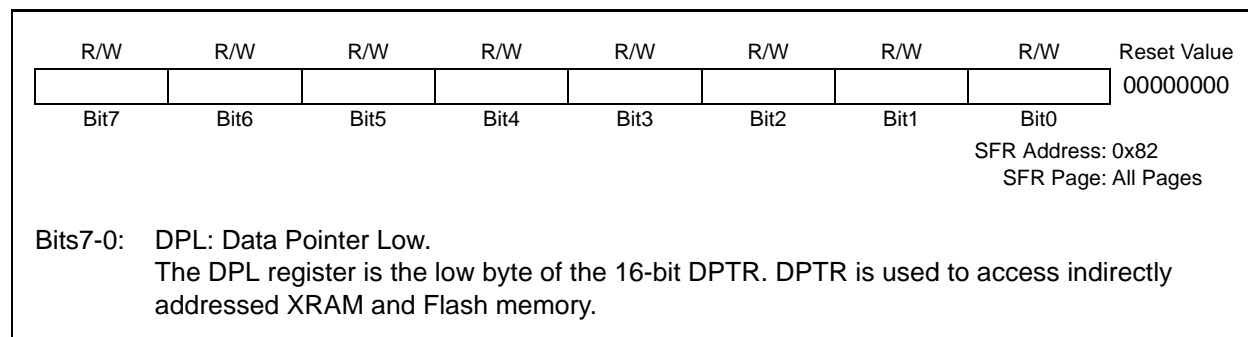 R/W R/W R/W R/W R/W R/W R/W R/W Reset Value
00000000
Bit7 Bit6 Bit5 Bit4 Bit3 Bit2 Bit1 Bit0
SFR Address: 0x82
SFR Page: All Pages
Bits7-0: DPL: Data Pointer Low.
The DPL register is the low byte of the 16-bit DPTR. DPTR is used to access indirectly
addressed XRAM and Flash memory.